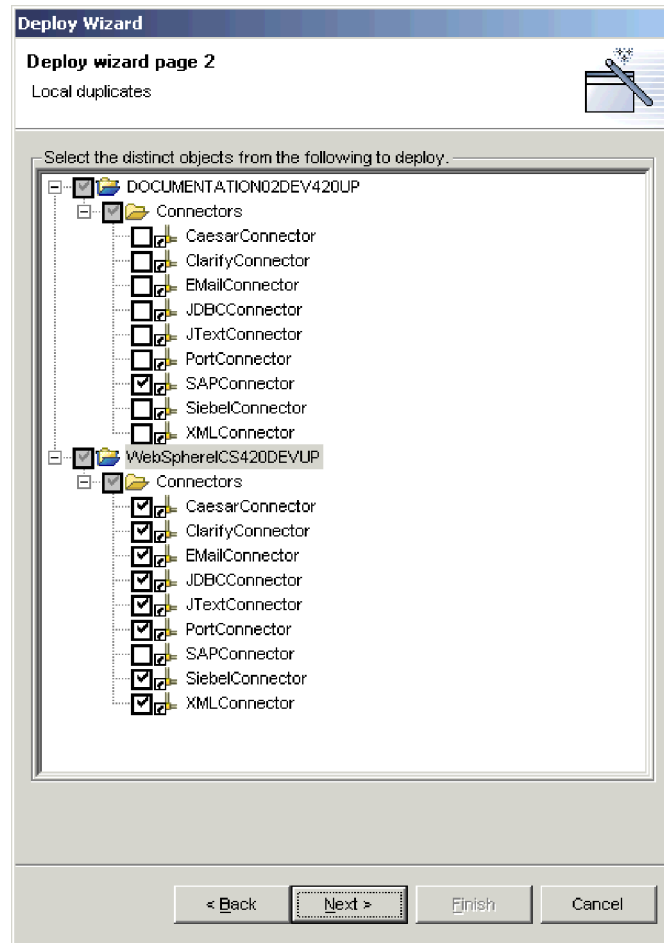 Deploy Wizard
Deploy wizard page 2
Local duplicates
Select the distinct objects from the following to deploy.
DOCUMENTATION02DEV420UP
Connectors
CaesarConnector
ClarifyConnector
EMailConnector
JDBCConnector
JTextConnector
PortConnector
SAPConnector
SiebelConnector
XMLConnector
WebSphereICS420DEVUP
Connectors
CaesarConnector
ClarifyConnector
EMailConnector
JDBCConnector
JTextConnector
PortConnector
SAPConnector
SiebelConnector
XMLConnector
< Back Next > Finish Cancel